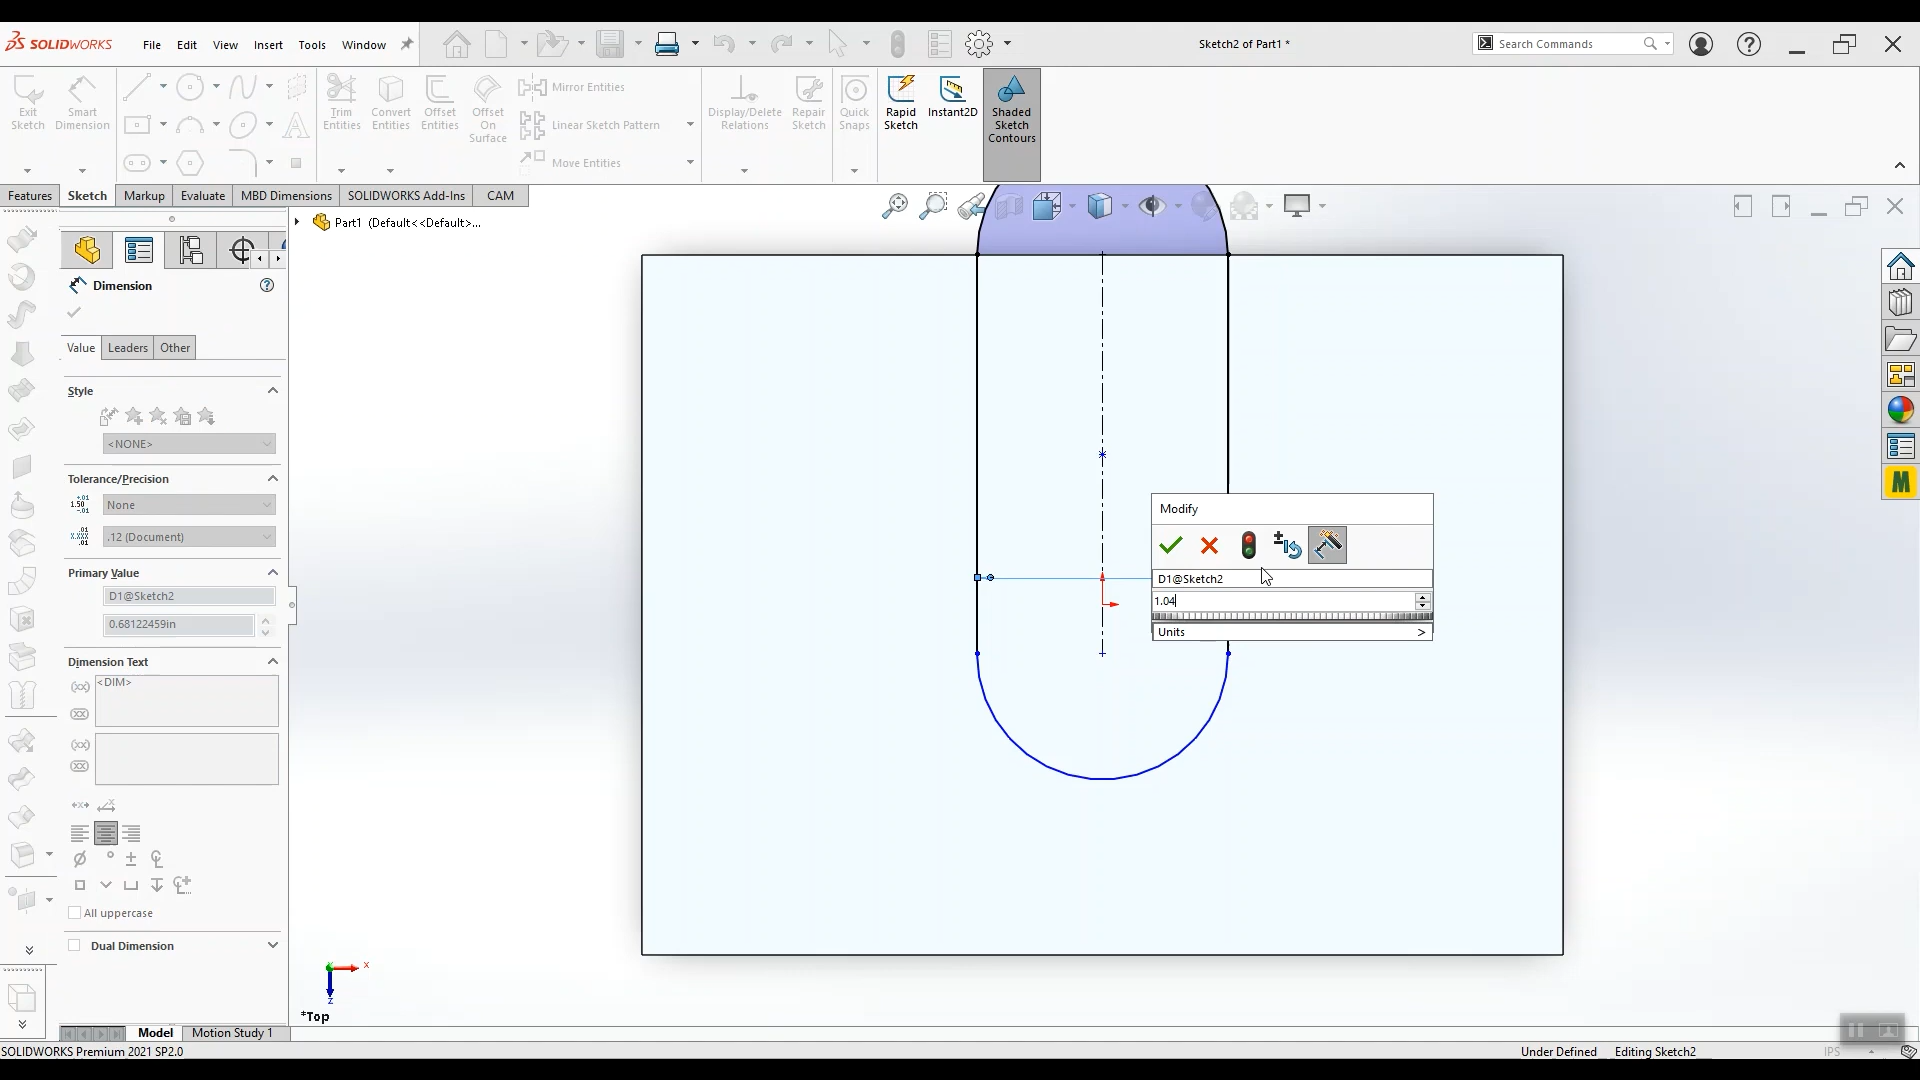 SOLIDWORKS File Edit View Insert Tools Window Sketch2 of Part1 * Search Commands
Exit Sketch
Smart Dimension
Trim Entities
Convert Entities
Offset Entities
Offset On Surface
Mirror Entities
Linear Sketch Pattern
Move Entities
Display/Delete Relations
Repair Sketch
Quick Snaps
Rapid Sketch
Instant2D
Shaded Sketch Contours
Features Sketch Markup Evaluate MBD Dimensions SOLIDWORKS Add-Ins CAM
Part1 (Default<<Default>...
Dimension
Value Leaders Other
Style
<NONE>
Tolerance/Precision
None
.12 (Document)
Primary Value
D1@Sketch2
0.68122459in
Dimension Text
<DIM>
All uppercase
Dual Dimension
Modify
D1@Sketch2
1.04
Units >
M
x
z
*Top
Model Motion Study 1
SOLIDWORKS Premium 2021 SP2.0 Under Defined Editing Sketch2 IPS